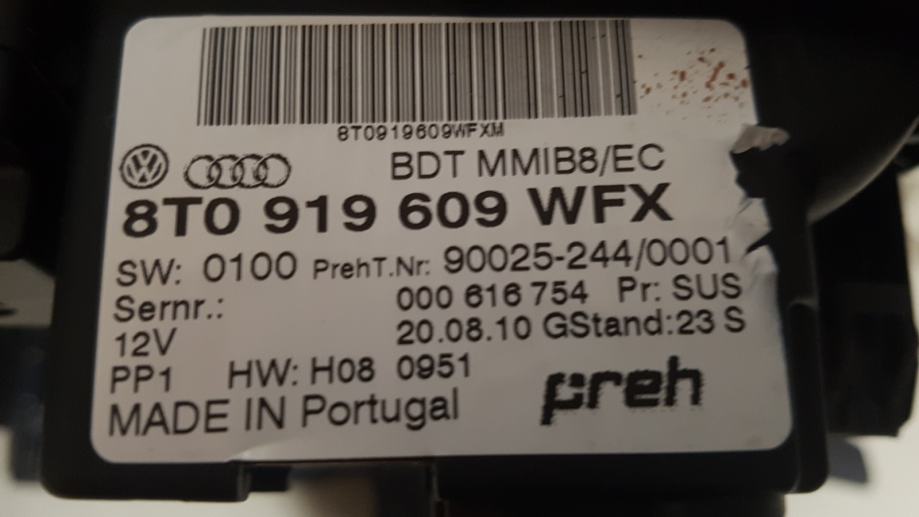 8T0919609WFXM
BDT MMIB8/EC
8T0 919 609 WFX
SW: 0100 PrehT.Nr: 90025-244/0001
Sernr.: 000 616 754 Pr: SUS
12V 20.08.10 GStand:23 S
PP1 HW: H08 0951
MADE IN Portugal preh